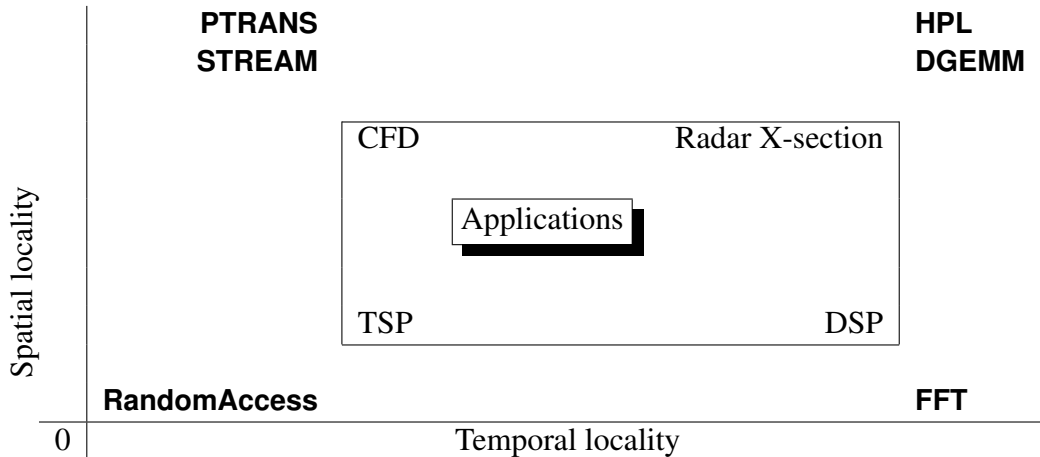 PTRANS HPL
STREAM DGEMM
CFD Radar X-section
Spatial locality
Applications
TSP DSP
RandomAccess FFT
0 Temporal locality